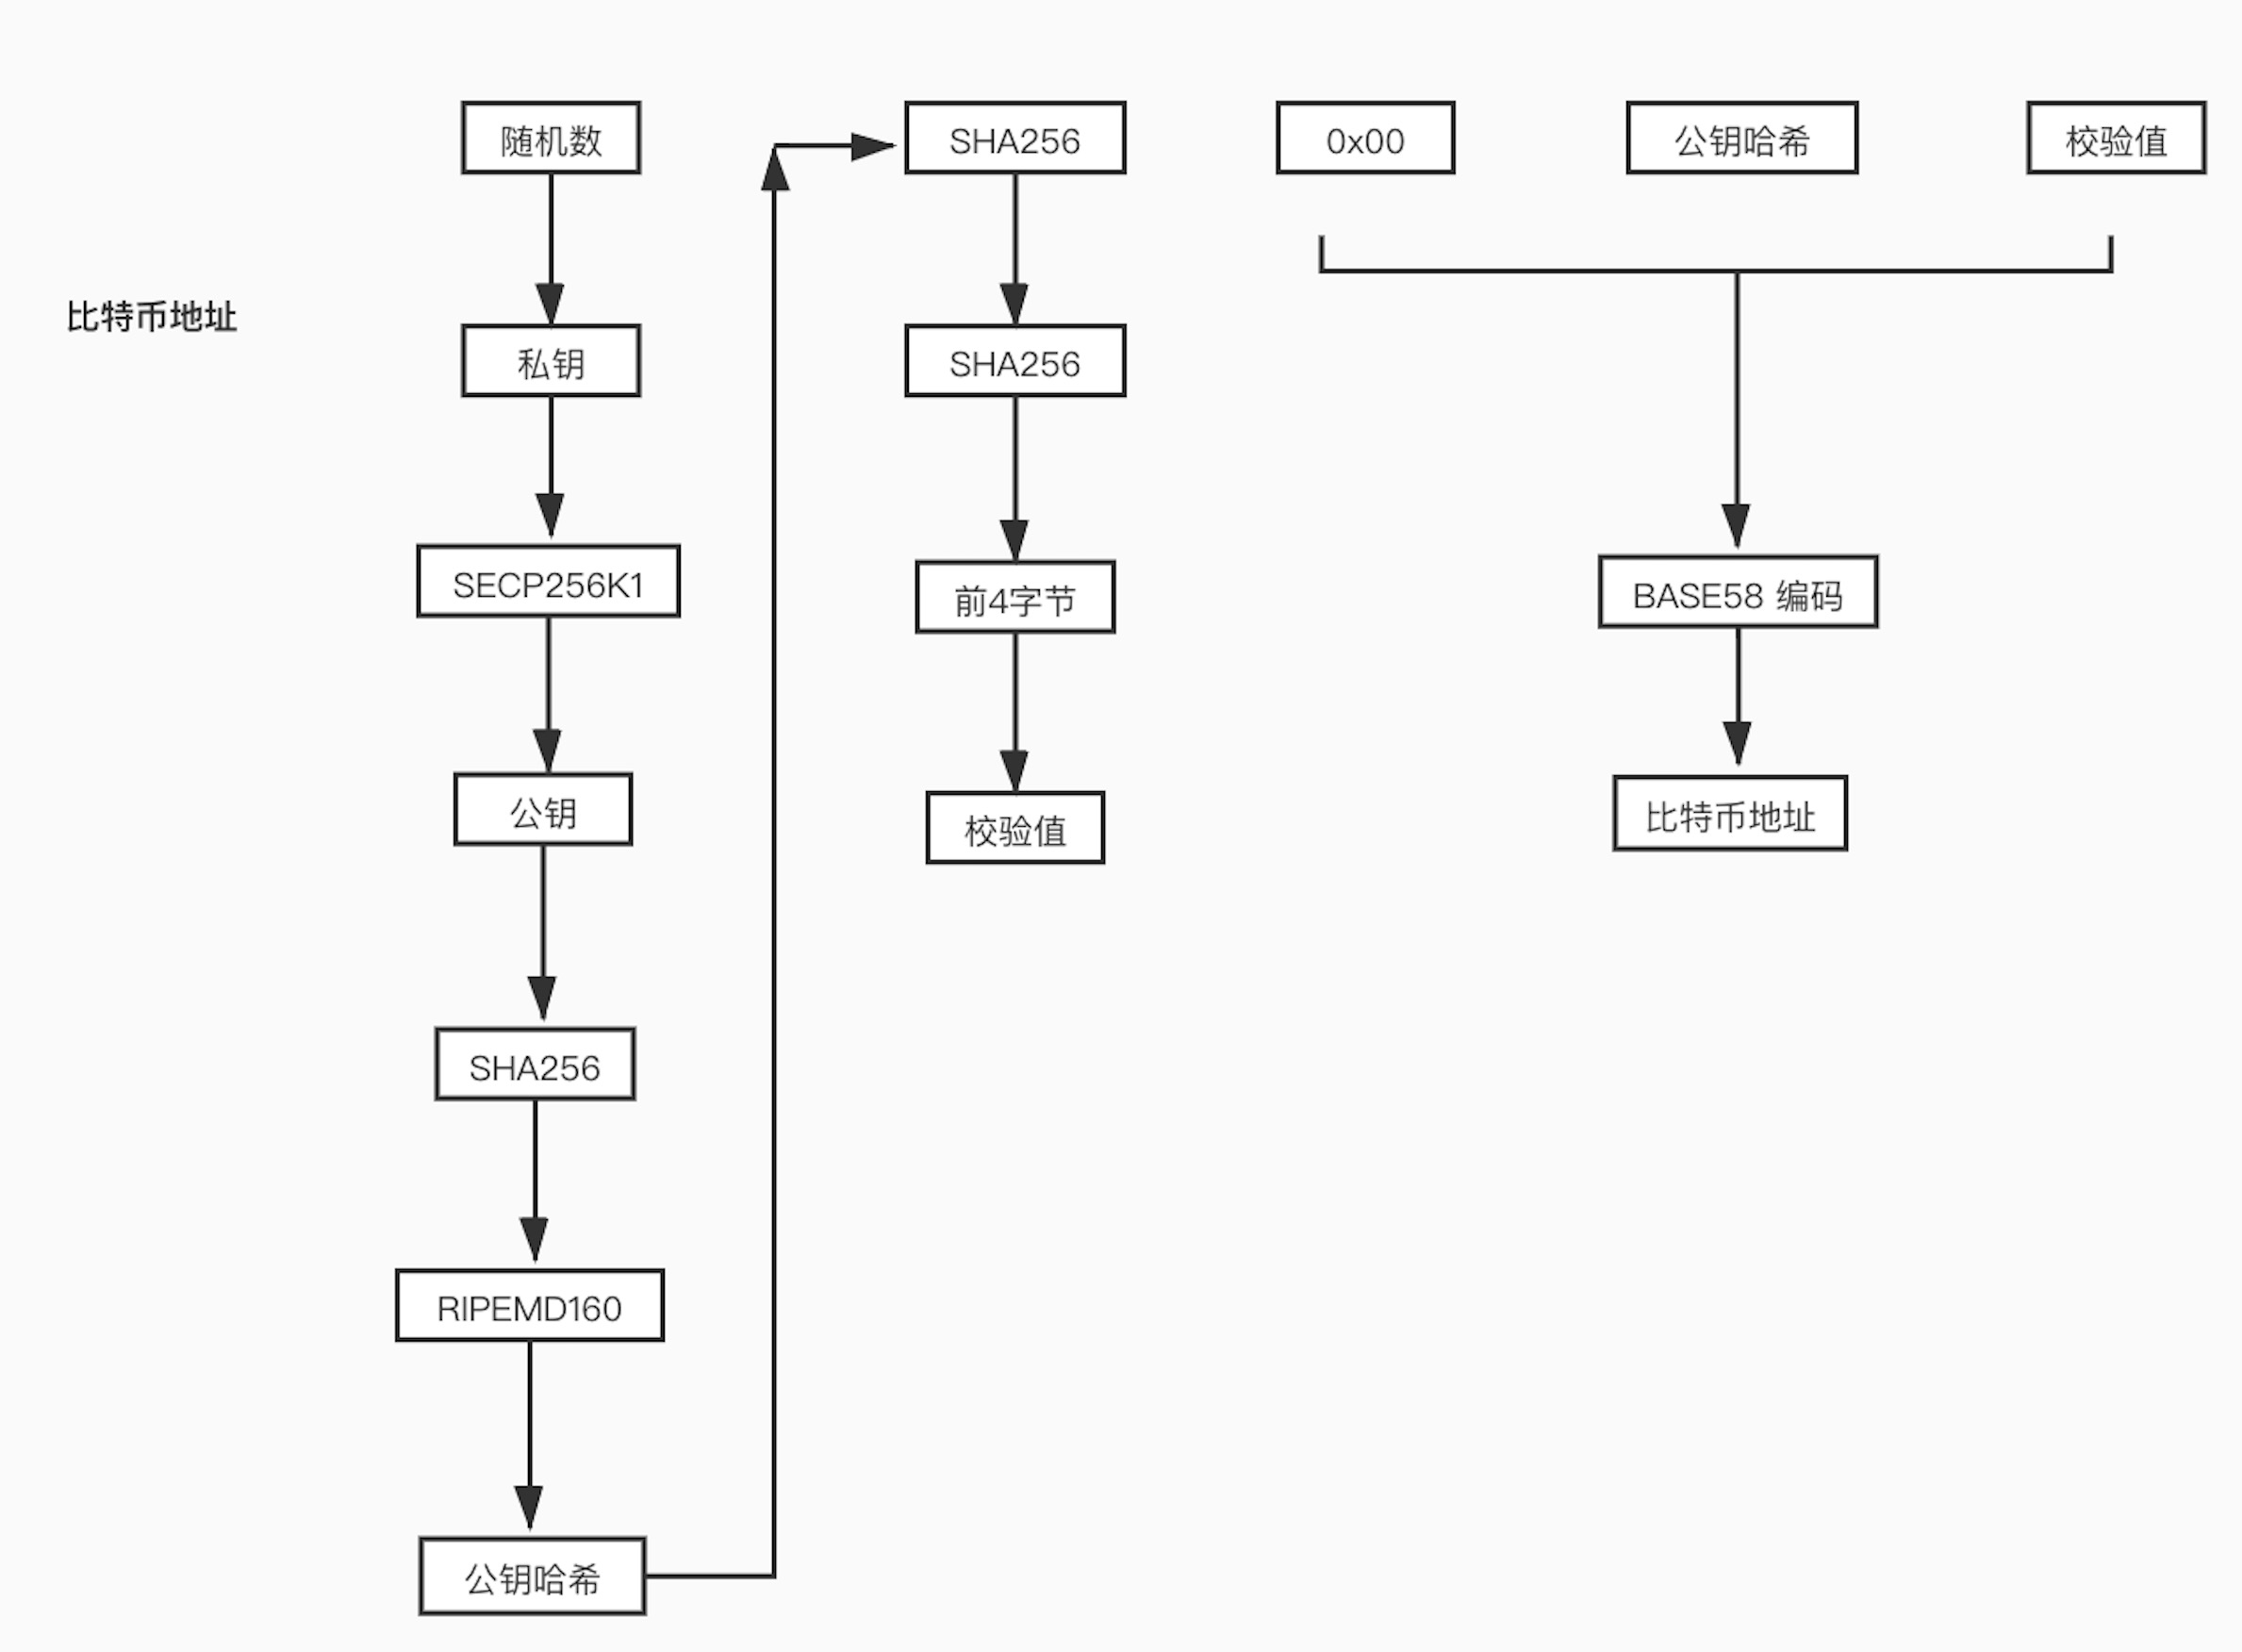 比特币地址
随机数
私钥
SECP256K1
公钥
SHA256
RIPEMD160
公钥哈希
SHA256
SHA256
前4字节
校验值
0x00
公钥哈希
校验值
BASE58 编码
比特币地址